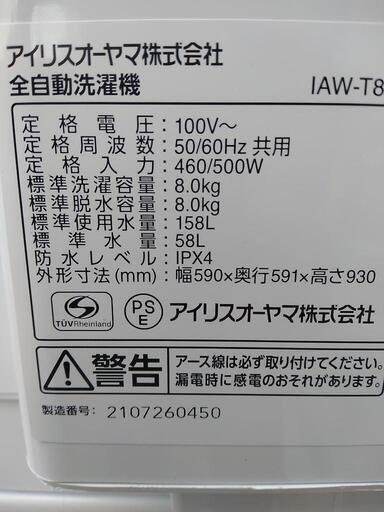 アイリスオーヤマ株式会社
全自動洗濯機 IAW-T8
定格電圧:100V～
定格周波数:50/60Hz 共用
定格入力:460/500W
標準洗濯容量:8.0kg
標準脱水容量:8.0kg
標準使用水量:158L
標準水量:58L
防水レベル:IPX4
外形寸法(mm):幅590×奥行591×高さ930
TÜVRheinland
PS
E
アイリスオーヤマ株式会社
警告
アース線は必ず取り付けてください。
漏電時に感電のおそれがあります。
製造番号:2107260450